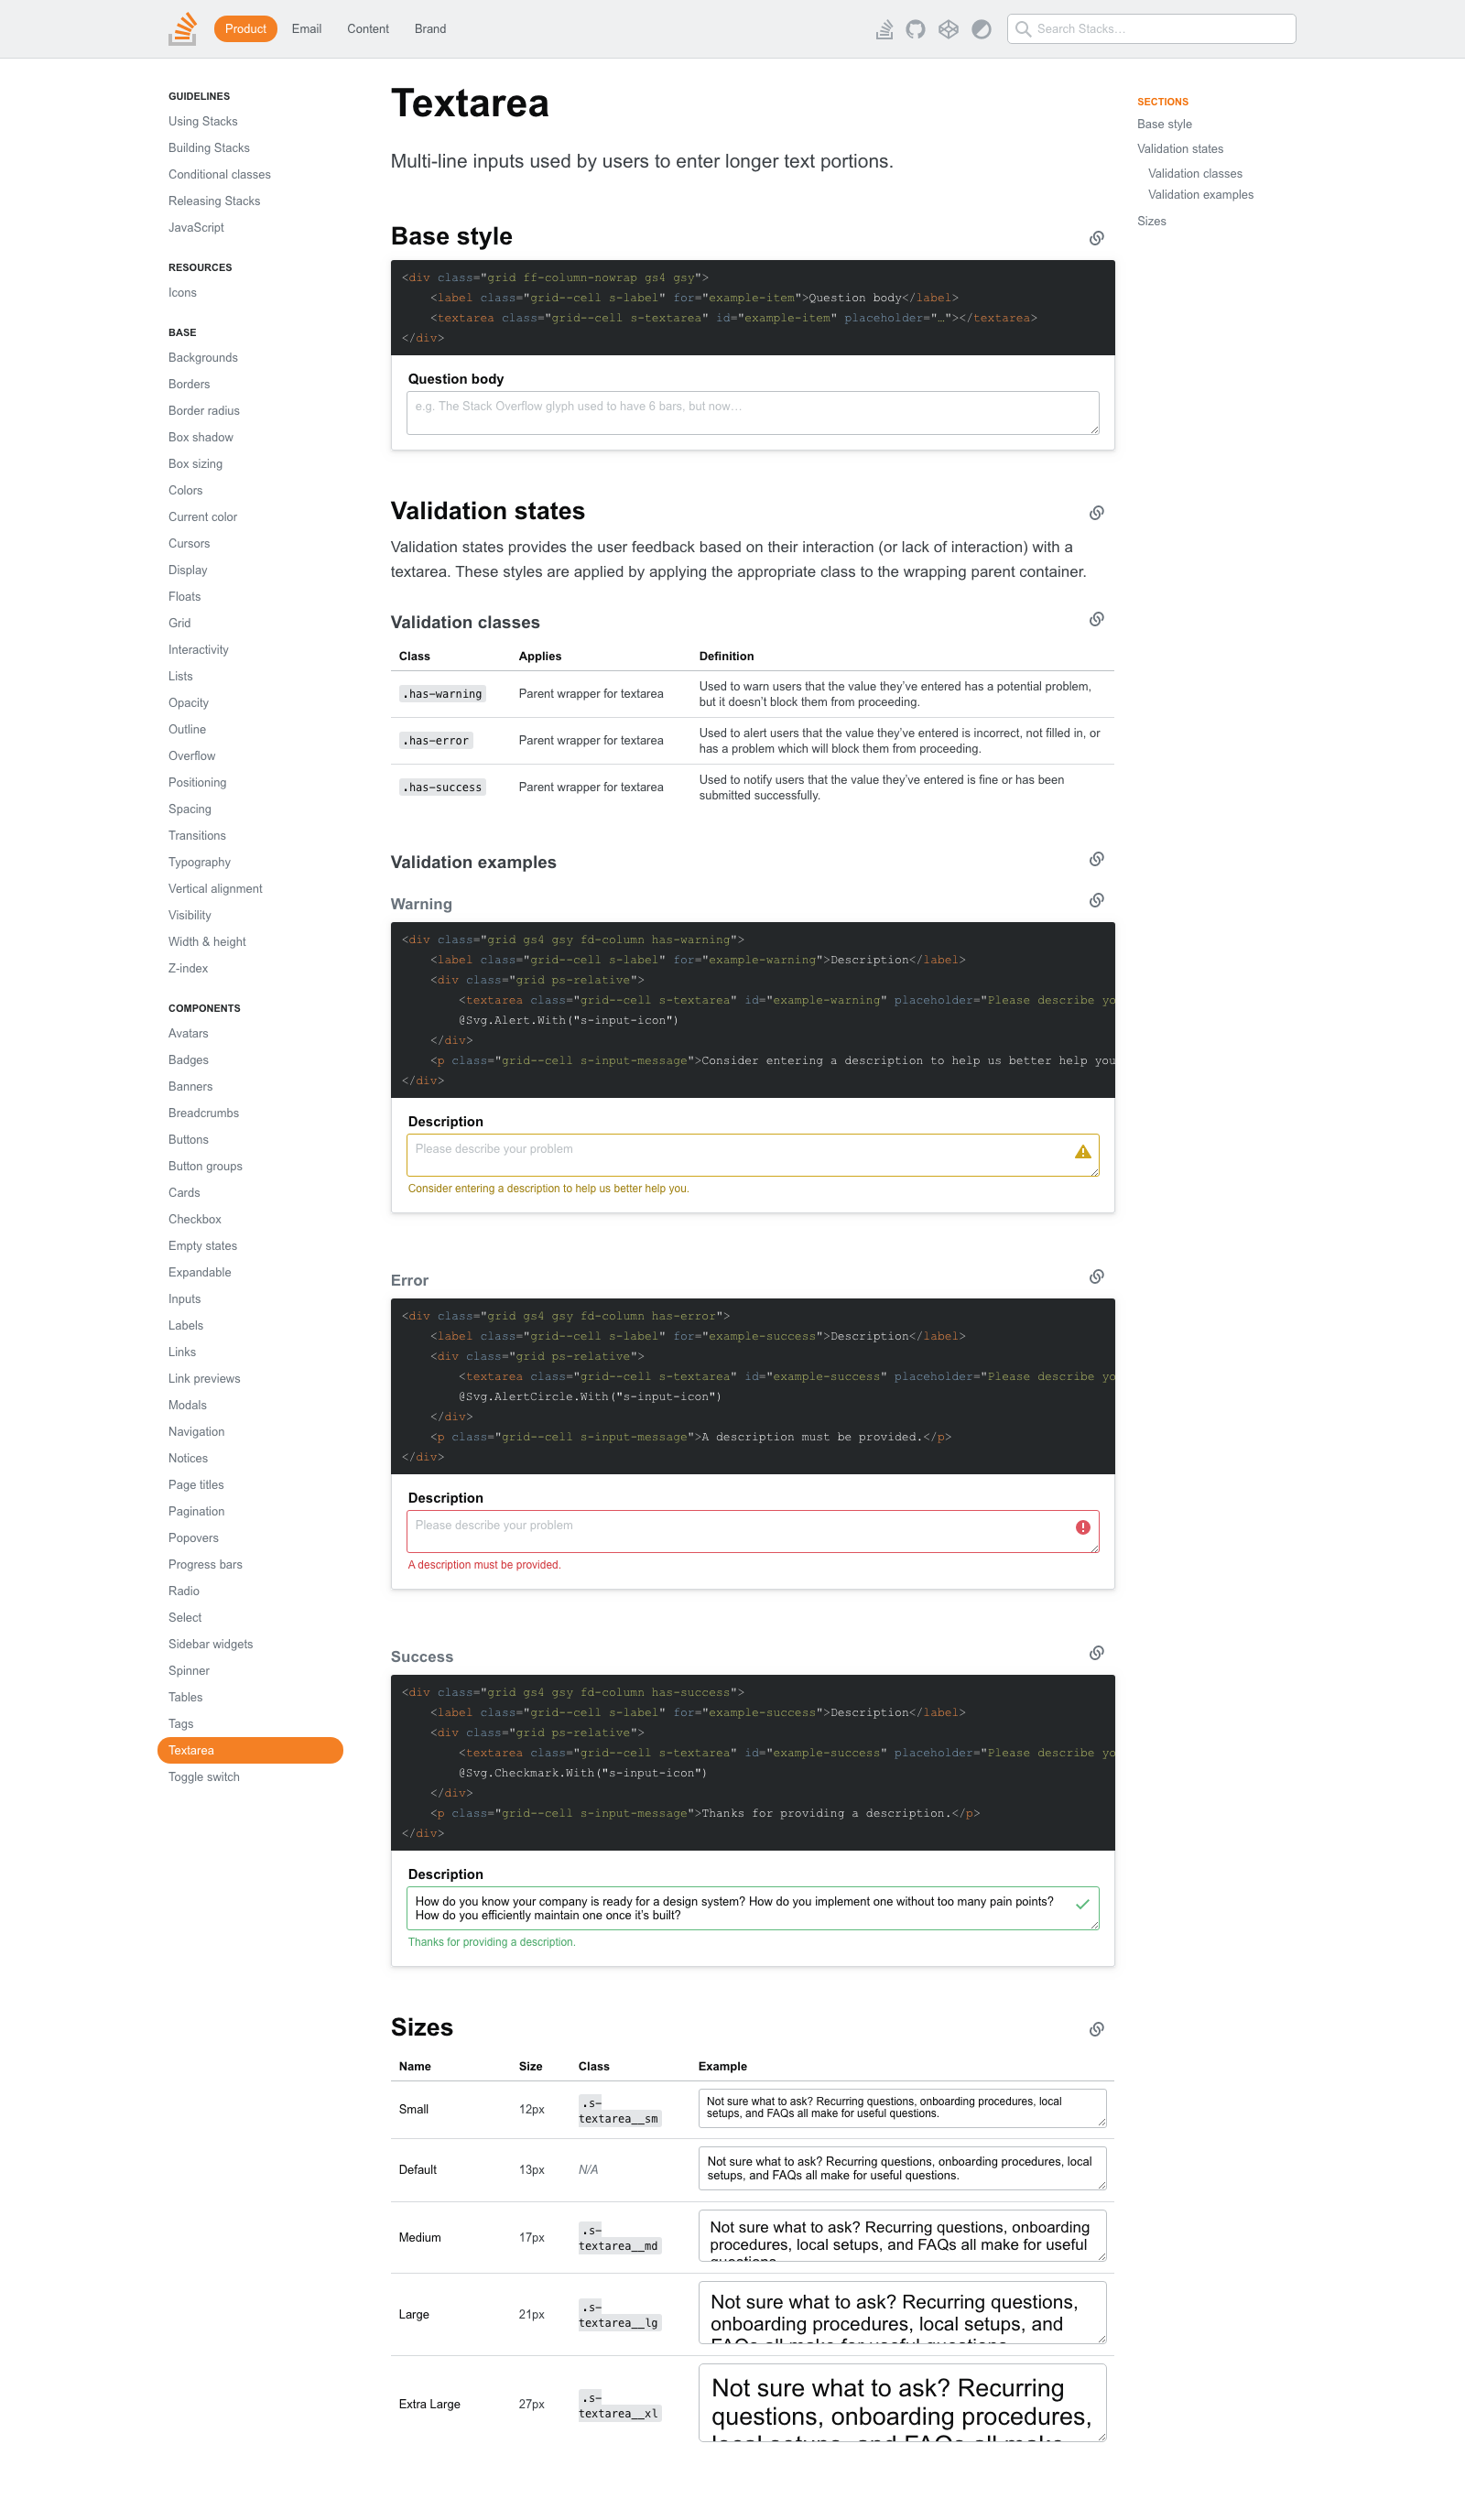 Product
Email
Content
Brand
Search Stacks…
GUIDELINES
Using Stacks
Building Stacks
Conditional classes
Releasing Stacks
JavaScript
RESOURCES
Icons
BASE
Backgrounds
Borders
Border radius
Box shadow
Box sizing
Colors
Current color
Cursors
Display
Floats
Grid
Interactivity
Lists
Opacity
Outline
Overflow
Positioning
Spacing
Transitions
Typography
Vertical alignment
Visibility
Width & height
Z-index
COMPONENTS
Avatars
Badges
Banners
Breadcrumbs
Buttons
Button groups
Cards
Checkbox
Empty states
Expandable
Inputs
Labels
Links
Link previews
Modals
Navigation
Notices
Page titles
Pagination
Popovers
Progress bars
Radio
Select
Sidebar widgets
Spinner
Tables
Tags
Textarea
Toggle switch
Textarea
Multi-line inputs used by users to enter longer text portions.
Base style
<div class="grid ff-column-nowrap gs4 gsy">
<label class="grid--cell s-label" for="example-item">Question body</label>
<textarea class="grid--cell s-textarea" id="example-item" placeholder="…"></textarea>
</div>
Question body
e.g. The Stack Overflow glyph used to have 6 bars, but now…
Validation states
Validation states provides the user feedback based on their interaction (or lack of interaction) with a
textarea. These styles are applied by applying the appropriate class to the wrapping parent container.
Validation classes
Class Applies Definition
.has-warning Parent wrapper for textarea Used to warn users that the value they’ve entered has a potential problem,
but it doesn’t block them from proceeding.
.has-error Parent wrapper for textarea Used to alert users that the value they’ve entered is incorrect, not filled in, or
has a problem which will block them from proceeding.
.has-success Parent wrapper for textarea Used to notify users that the value they’ve entered is fine or has been
submitted successfully.
Validation examples
Warning
<div class="grid gs4 gsy fd-column has-warning">
<label class="grid--cell s-label" for="example-warning">Description</label>
<div class="grid ps-relative">
<textarea class="grid--cell s-textarea" id="example-warning" placeholder="Please describe yo
@Svg.Alert.With("s-input-icon")
</div>
<p class="grid--cell s-input-message">Consider entering a description to help us better help you
</div>
Description
Please describe your problem
Consider entering a description to help us better help you.
Error
<div class="grid gs4 gsy fd-column has-error">
<label class="grid--cell s-label" for="example-success">Description</label>
<div class="grid ps-relative">
<textarea class="grid--cell s-textarea" id="example-success" placeholder="Please describe yo
@Svg.AlertCircle.With("s-input-icon")
</div>
<p class="grid--cell s-input-message">A description must be provided.</p>
</div>
Description
Please describe your problem
A description must be provided.
Success
<div class="grid gs4 gsy fd-column has-success">
<label class="grid--cell s-label" for="example-success">Description</label>
<div class="grid ps-relative">
<textarea class="grid--cell s-textarea" id="example-success" placeholder="Please describe yo
@Svg.Checkmark.With("s-input-icon")
</div>
<p class="grid--cell s-input-message">Thanks for providing a description.</p>
</div>
Description
How do you know your company is ready for a design system? How do you implement one without too many pain points?
How do you efficiently maintain one once it’s built?
Thanks for providing a description.
Sizes
Name Size Class Example
Small 12px .s-textarea__sm
Not sure what to ask? Recurring questions, onboarding procedures, local
setups, and FAQs all make for useful questions.
Default 13px N/A
Not sure what to ask? Recurring questions, onboarding procedures, local
setups, and FAQs all make for useful questions.
Medium 17px .s-textarea__md
Not sure what to ask? Recurring questions, onboarding
procedures, local setups, and FAQs all make for useful
questions
Large 21px .s-textarea__lg
Not sure what to ask? Recurring questions,
onboarding procedures, local setups, and
FAQs all make for useful questions
Extra Large 27px .s-textarea__xl
Not sure what to ask? Recurring
questions, onboarding procedures,
local setups, and FAQs all make
SECTIONS
Base style
Validation states
Validation classes
Validation examples
Sizes